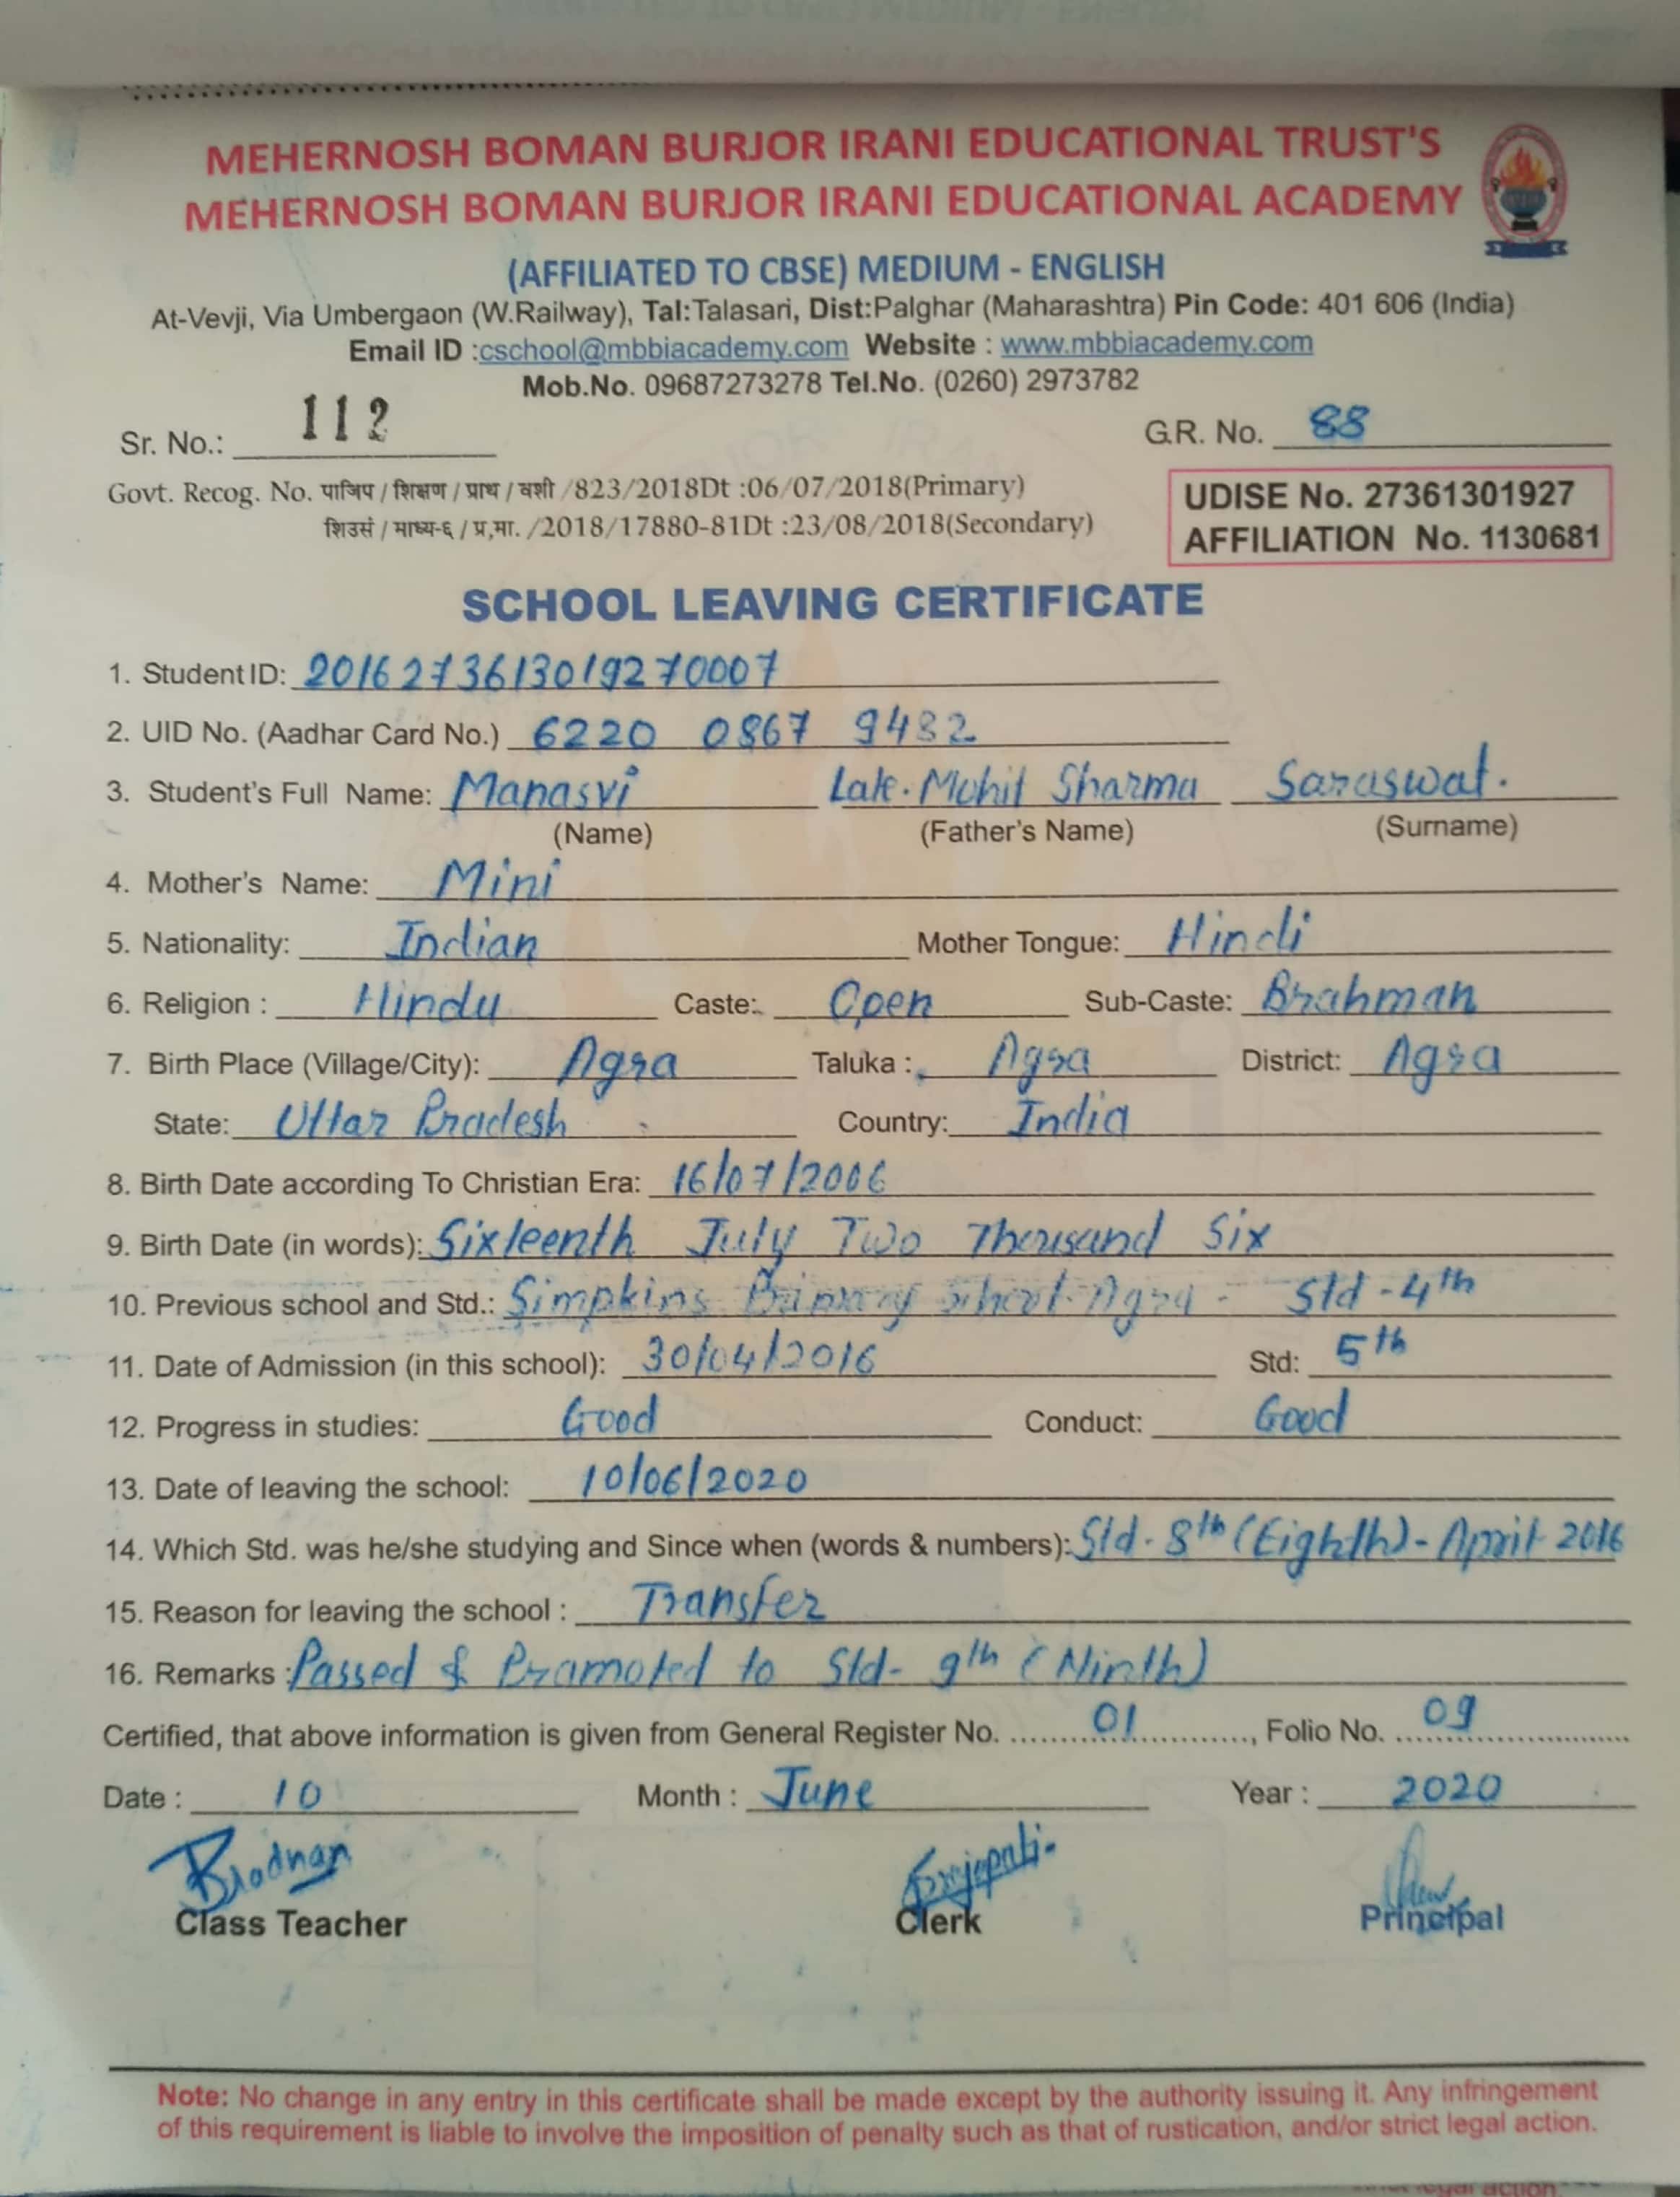 MEHERNOSH BOMAN BURJOR IRANI EDUCATIONAL TRUST'S
MEHERNOSH BOMAN BURJOR IRANI EDUCATIONAL ACADEMY
(AFFILIATED TO CBSE) MEDIUM - ENGLISH
At-Vevji, Via Umbergaon (W.Railway), Tal:Talasari, Dist:Palghar (Maharashtra) Pin Code: 401 606 (India)
Email ID :cschool@mbbiacademy.com Website : www.mbbiacademy.com
Mob.No. 09687273278 Tel.No. (0260) 2973782
Sr. No.: 112 G.R. No. 88
Govt. Recog. No. पाजिप / शिक्षण / प्राथ / वशी /823/2018Dt :06/07/2018(Primary)
शिउसं / माध्य-६ / प्र,मा. /2018/17880-81Dt :23/08/2018(Secondary)
UDISE No. 27361301927
AFFILIATION No. 1130681
SCHOOL LEAVING CERTIFICATE
1. Student ID: 2016273613019270007
2. UID No. (Aadhar Card No.) 6220 0867 9482
3. Student's Full Name: Manasvi Late. Mohit Sharma Saraswat.
(Name) (Father's Name) (Surname)
4. Mother's Name: Mini
5. Nationality: Indian Mother Tongue: Hindi
6. Religion : Hindu Caste: Open Sub-Caste: Brahman
7. Birth Place (Village/City): Agra Taluka : Agra District: Agra
State: Uttar Pradesh Country: India
8. Birth Date according To Christian Era: 16/07/2006
9. Birth Date (in words): Sixteenth July Two Thousand Six
10. Previous school and Std.: Simpkins Primary School Agra - Std - 4th
11. Date of Admission (in this school): 30/04/2016 Std: 5th
12. Progress in studies: Good Conduct: Good
13. Date of leaving the school: 10/06/2020
14. Which Std. was he/she studying and Since when (words & numbers): Std - 8th (Eighth) - April 2016
15. Reason for leaving the school : Transfer
16. Remarks : Passed & Pramoted to Std - 9th (Ninth)
Certified, that above information is given from General Register No. 01, Folio No. 09
Date : 10 Month : June Year : 2020
Class Teacher Clerk Principal
Note: No change in any entry in this certificate shall be made except by the authority issuing it. Any infringement
of this requirement is liable to involve the imposition of penalty such as that of rustication, and/or strict legal action.